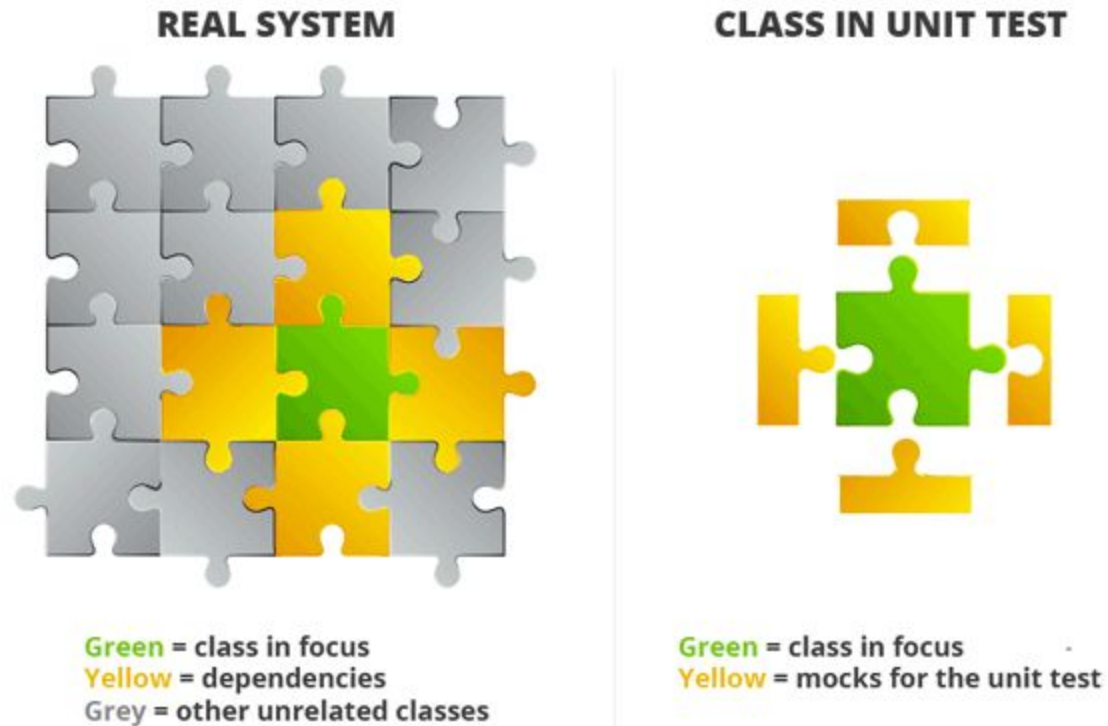 REAL SYSTEM
Green = class in focus
Yellow = dependencies
Grey = other unrelated classes
CLASS IN UNIT TEST
Green = class in focus
Yellow = mocks for the unit test